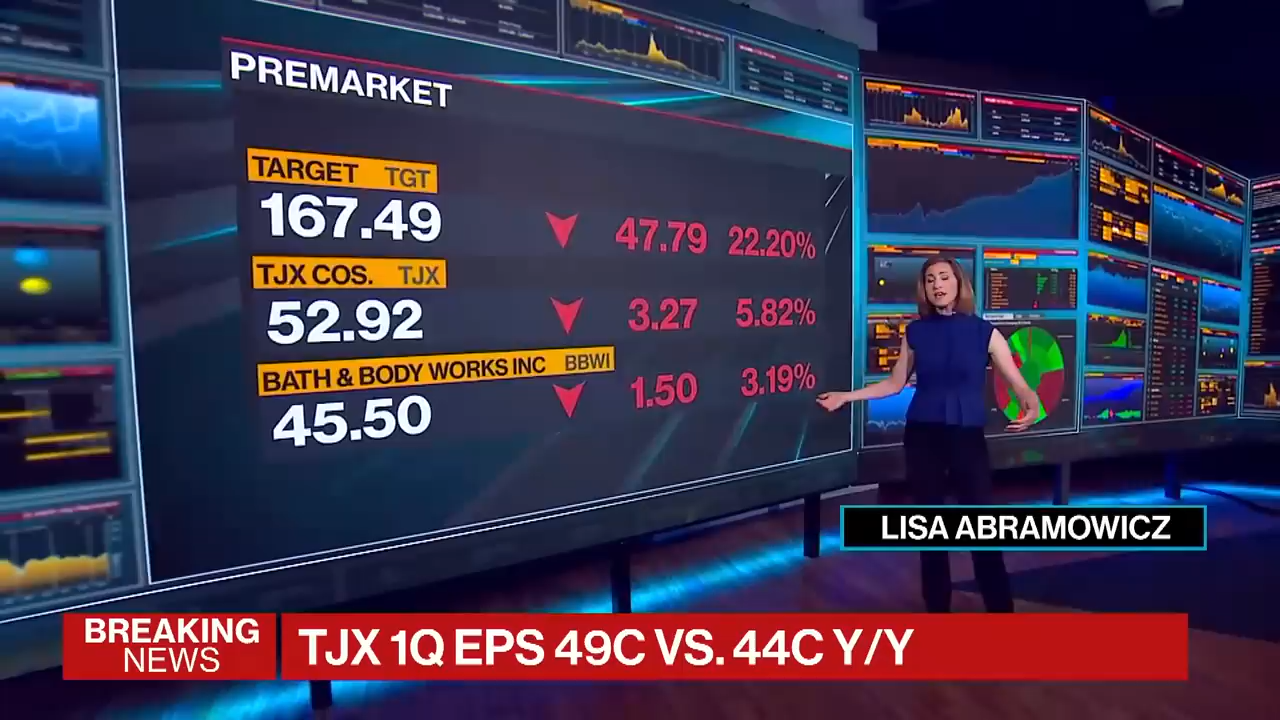 PREMARKET
TARGET TGT
167.49 47.79 22.20%
TJX COS. TJX
52.92 3.27 5.82%
BATH & BODY WORKS INC BBWI
45.50 1.50 3.19%
LISA ABRAMOWICZ
BREAKING
NEWS
TJX 1Q EPS 49C VS. 44C Y/Y